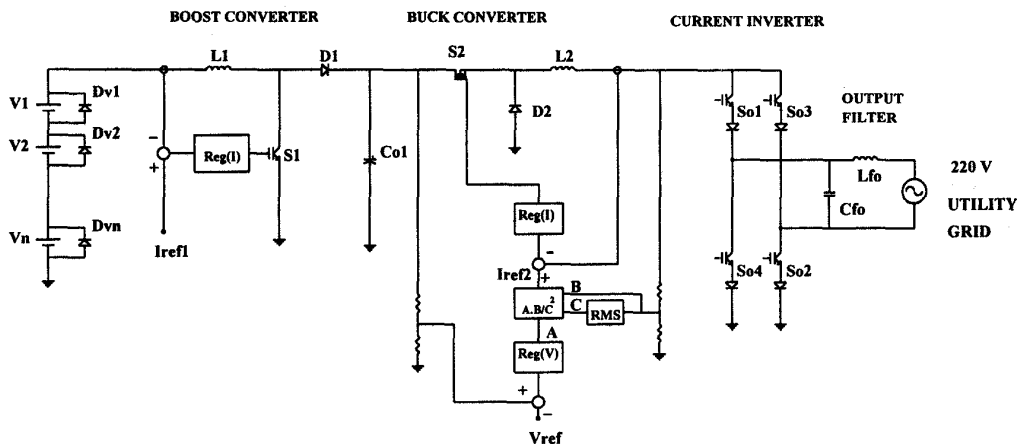 BOOST CONVERTER
BUCK CONVERTER
CURRENT INVERTER
L1
D1
S2
L2
V1
Dv1
V2
Dv2
Vn
Dvn
Reg(I)
S1
Co1
D2
So1
So3
OUTPUT
FILTER
Lfo
Cfo
220 V
UTILITY
GRID
So4
So2
Iref1
Reg(I)
Iref2
A.B/C²
B
C
RMS
A
Reg(V)
Vref
- 
+
-
+
+
-